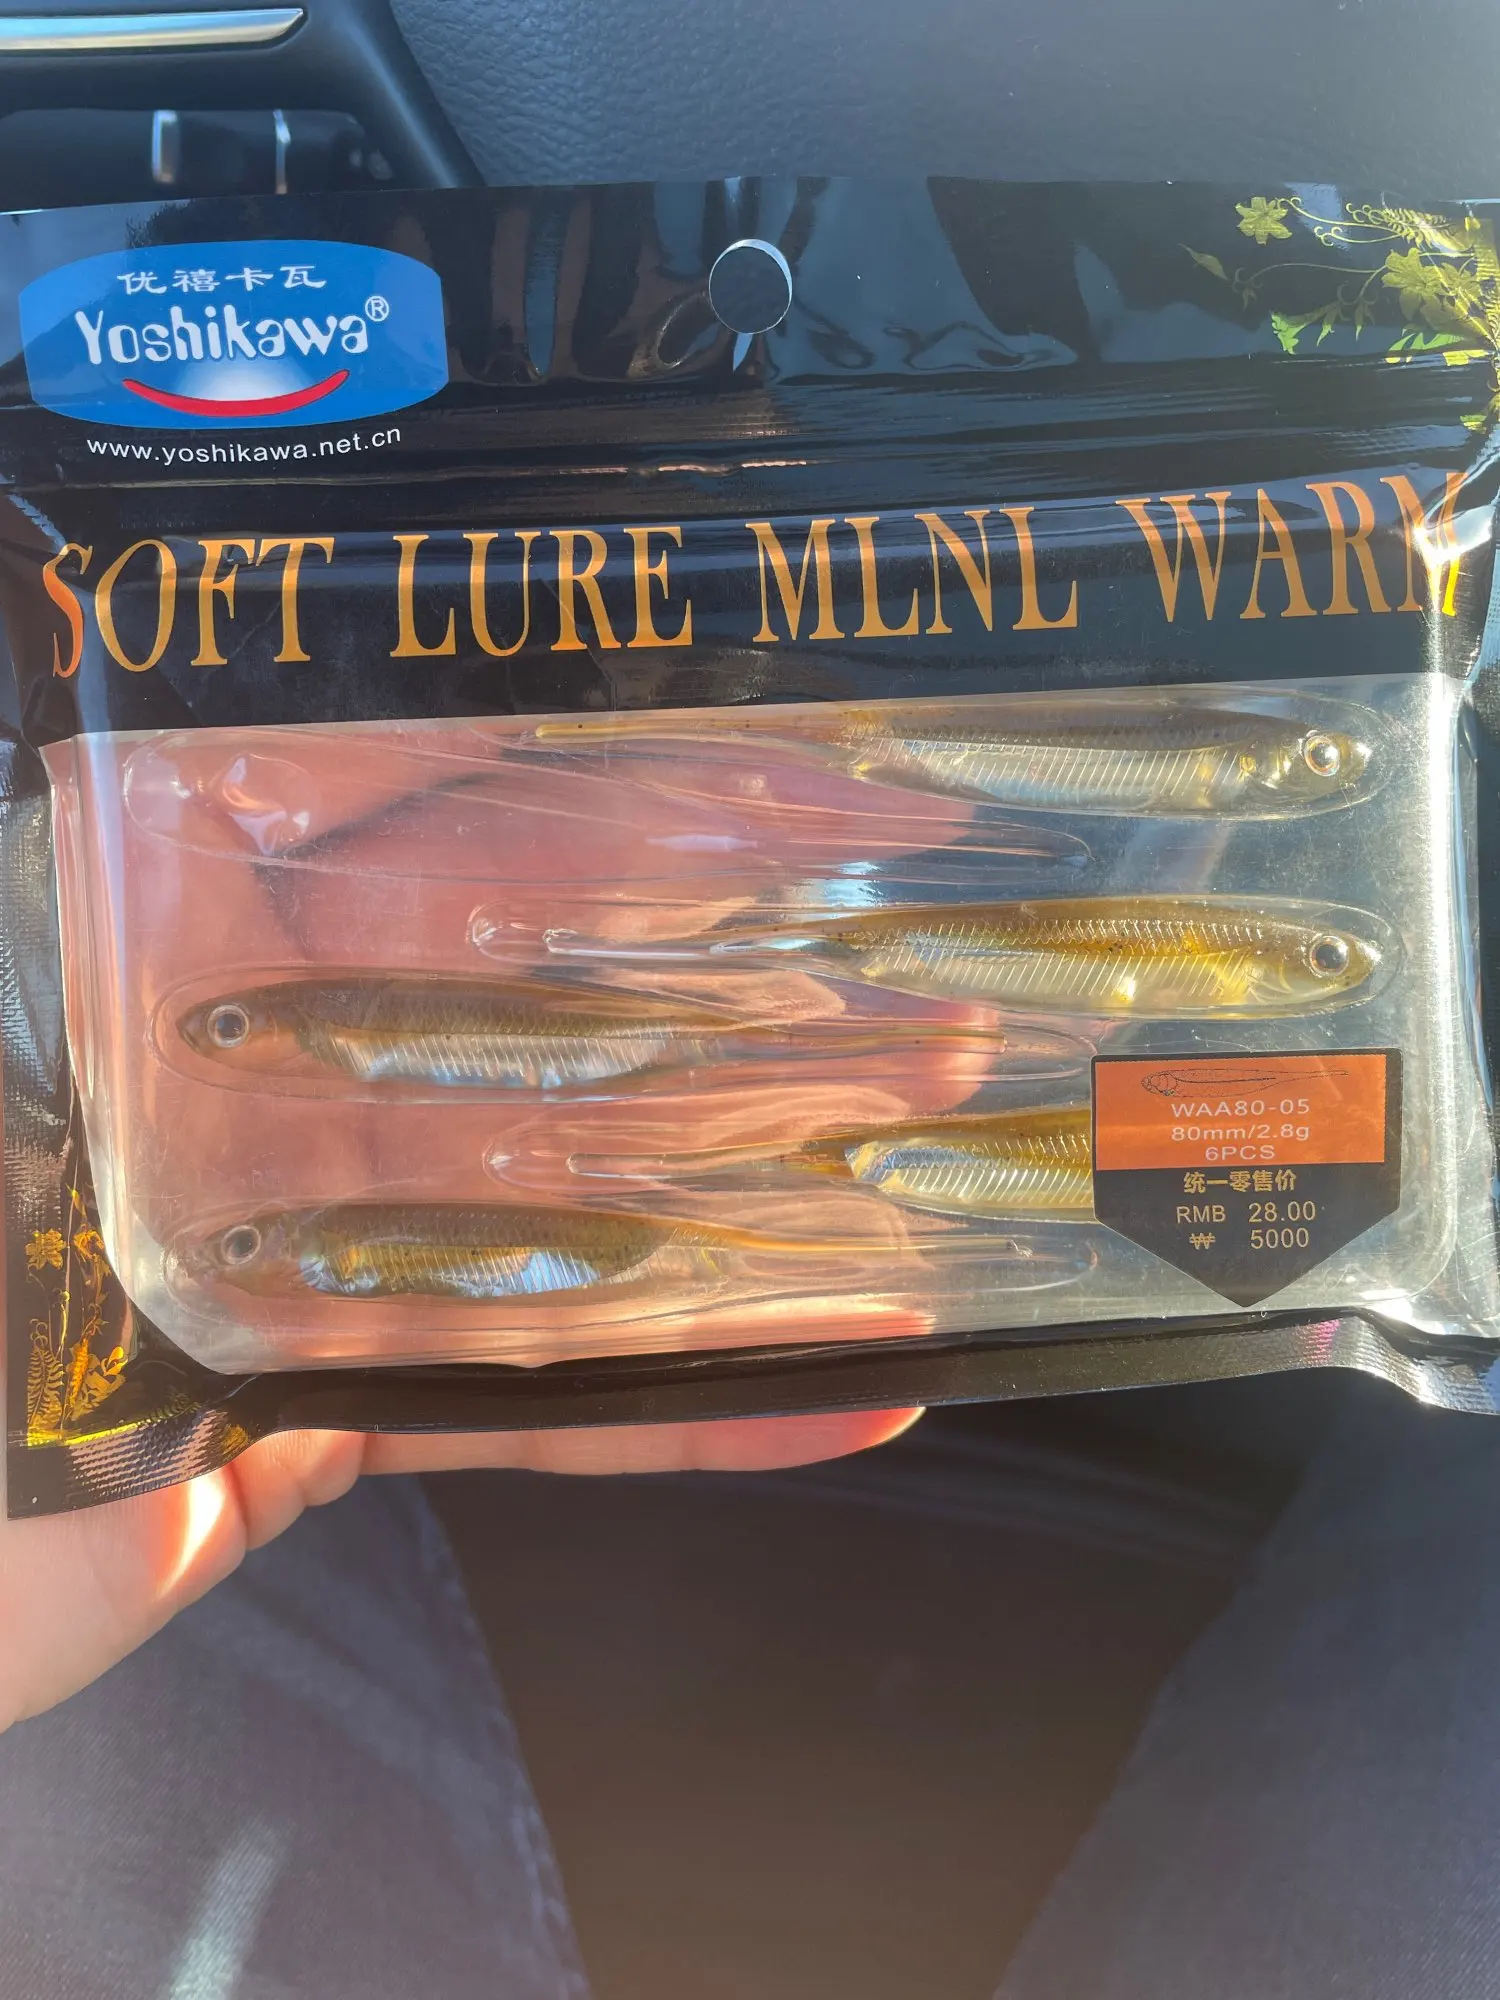 优禧卡瓦
Yoshikawa®
www.yoshikawa.net.cn
SOFT LURE MLNL WARM
WAA80-05
80mm/2.8g
6PCS
统一零售价
RMB 28.00
₩ 5000